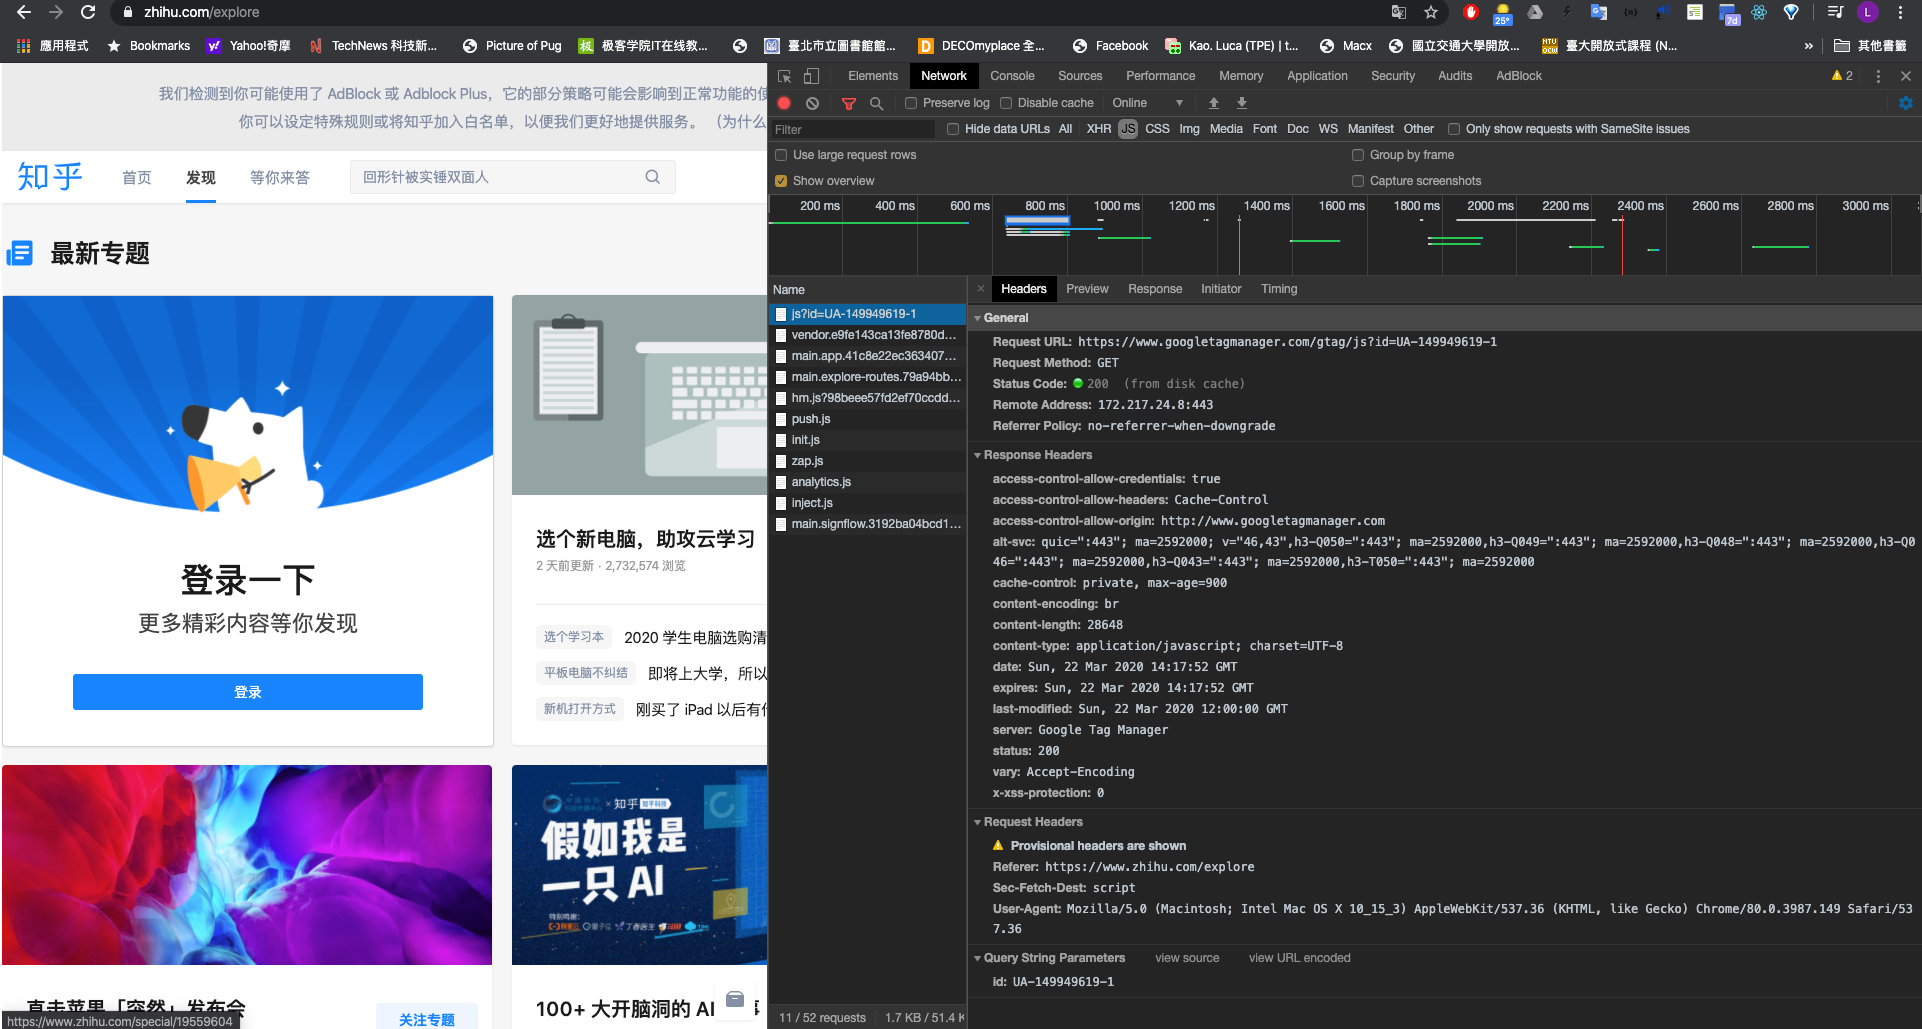 zhihu.com/explore
25°
7d
L
應用程式
Bookmarks
Yahoo!奇摩
TechNews 科技新...
Picture of Pug
极客学院IT在线教...
臺北市立圖書館館...
DECOmyplace 全...
Facebook
Kao. Luca (TPE) | t...
Macx
國立交通大學開放...
臺大開放式課程 (N...
»
其他書籤
我们检测到你可能使用了 AdBlock 或 Adblock Plus，它的部分策略可能会影响到正常功能的使
你可以设定特殊规则或将知乎加入白名单，以便我们更好地提供服务。 （为什么
知乎
首页
发现
等你来答
回形针被实锤双面人
最新专题
登录一下
更多精彩内容等你发现
登录
选个新电脑，助攻云学习
2 天前更新 · 2,732,574 浏览
选个学习本
2020 学生电脑选购清
平板电脑不纠结
即将上大学，所以
新机打开方式
刚买了 iPad 以后有什
× 知乎
假如我是
一只 AI
特别鸣谢:
直击苹果「突然」发布会
关注专题
100+ 大开脑洞的 AI
事
https://www.zhihu.com/special/19559604
Elements
Network
Console
Sources
Performance
Memory
Application
Security
Audits
AdBlock
2
Preserve log
Disable cache
Online
Filter
Hide data URLs
All
XHR
JS
CSS
Img
Media
Font
Doc
WS
Manifest
Other
Only show requests with SameSite issues
Use large request rows
Group by frame
Show overview
Capture screenshots
200 ms
400 ms
600 ms
800 ms
1000 ms
1200 ms
1400 ms
1600 ms
1800 ms
2000 ms
2200 ms
2400 ms
2600 ms
2800 ms
3000 ms
Name
js?id=UA-149949619-1
vendor.e9fe143ca13fe8780d...
main.app.41c8e22ec363407...
main.explore-routes.79a94bb...
hm.js?98beee57fd2ef70ccdd...
push.js
init.js
zap.js
analytics.js
inject.js
main.signflow.3192ba04bcd1...
11 / 52 requests
1.7 KB / 51.4 K
Headers
Preview
Response
Initiator
Timing
General
Request URL: https://www.googletagmanager.com/gtag/js?id=UA-149949619-1
Request Method: GET
Status Code: 200 (from disk cache)
Remote Address: 172.217.24.8:443
Referrer Policy: no-referrer-when-downgrade
Response Headers
access-control-allow-credentials: true
access-control-allow-headers: Cache-Control
access-control-allow-origin: http://www.googletagmanager.com
alt-svc: quic=":443"; ma=2592000; v="46,43",h3-Q050=":443"; ma=2592000,h3-Q049=":443"; ma=2592000,h3-Q048=":443"; ma=2592000,h3-Q0
46=":443"; ma=2592000,h3-Q043=":443"; ma=2592000,h3-T050=":443"; ma=2592000
cache-control: private, max-age=900
content-encoding: br
content-length: 28648
content-type: application/javascript; charset=UTF-8
date: Sun, 22 Mar 2020 14:17:52 GMT
expires: Sun, 22 Mar 2020 14:17:52 GMT
last-modified: Sun, 22 Mar 2020 12:00:00 GMT
server: Google Tag Manager
status: 200
vary: Accept-Encoding
x-xss-protection: 0
Request Headers
Provisional headers are shown
Referer: https://www.zhihu.com/explore
Sec-Fetch-Dest: script
User-Agent: Mozilla/5.0 (Macintosh; Intel Mac OS X 10_15_3) AppleWebKit/537.36 (KHTML, like Gecko) Chrome/80.0.3987.149 Safari/53
7.36
Query String Parameters
view source
view URL encoded
id: UA-149949619-1